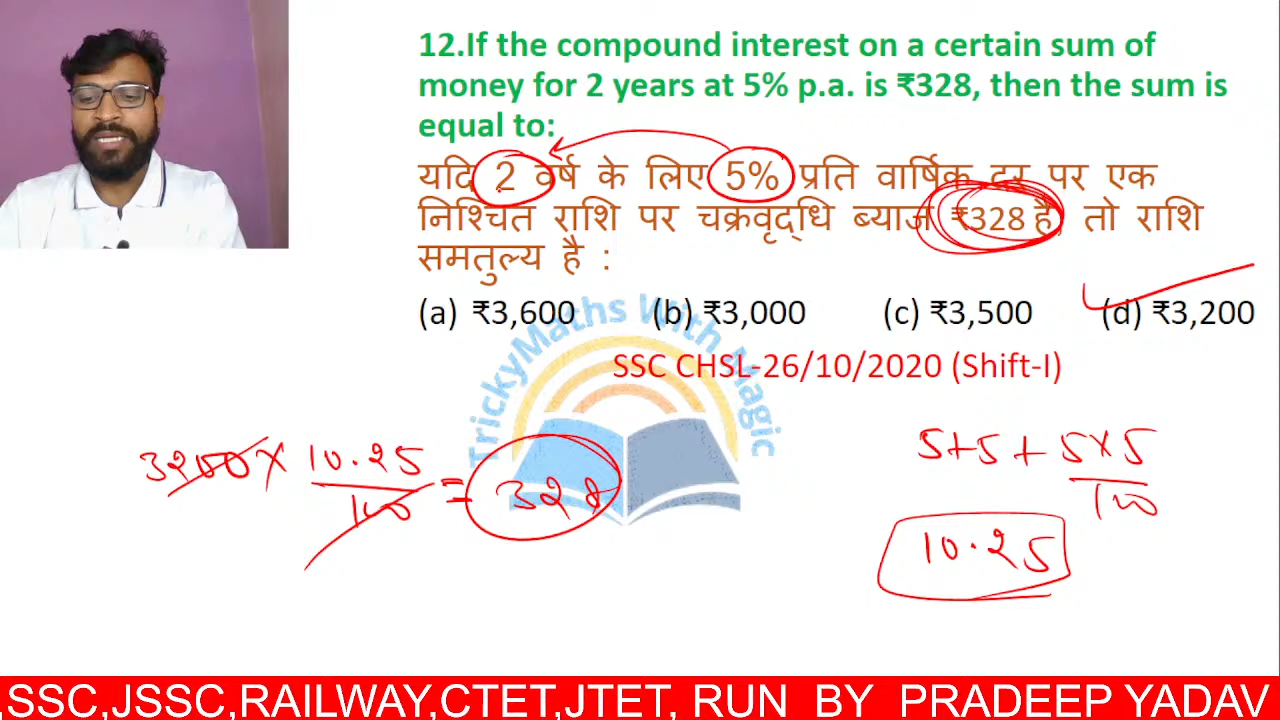 12.If the compound interest on a certain sum of
money for 2 years at 5% p.a. is ₹328, then the sum is
equal to:
यदि 2 वर्ष के लिए 5% प्रति वार्षिक दर पर एक
निश्चित राशि पर चक्रवृद्धि ब्याज ₹328 है, तो राशि
समतुल्य है :
(a) ₹3,600 (b) ₹3,000 (c) ₹3,500 (d) ₹3,200
SSC CHSL-26/10/2020 (Shift-I)
TrickyMaths With Magic
3200 × 10.25/100 = 328
5+5+ 5×5/100
10.25
,SSC,JSSC,RAILWAY,CTET,JTET, RUN BY PRADEEP YADAV